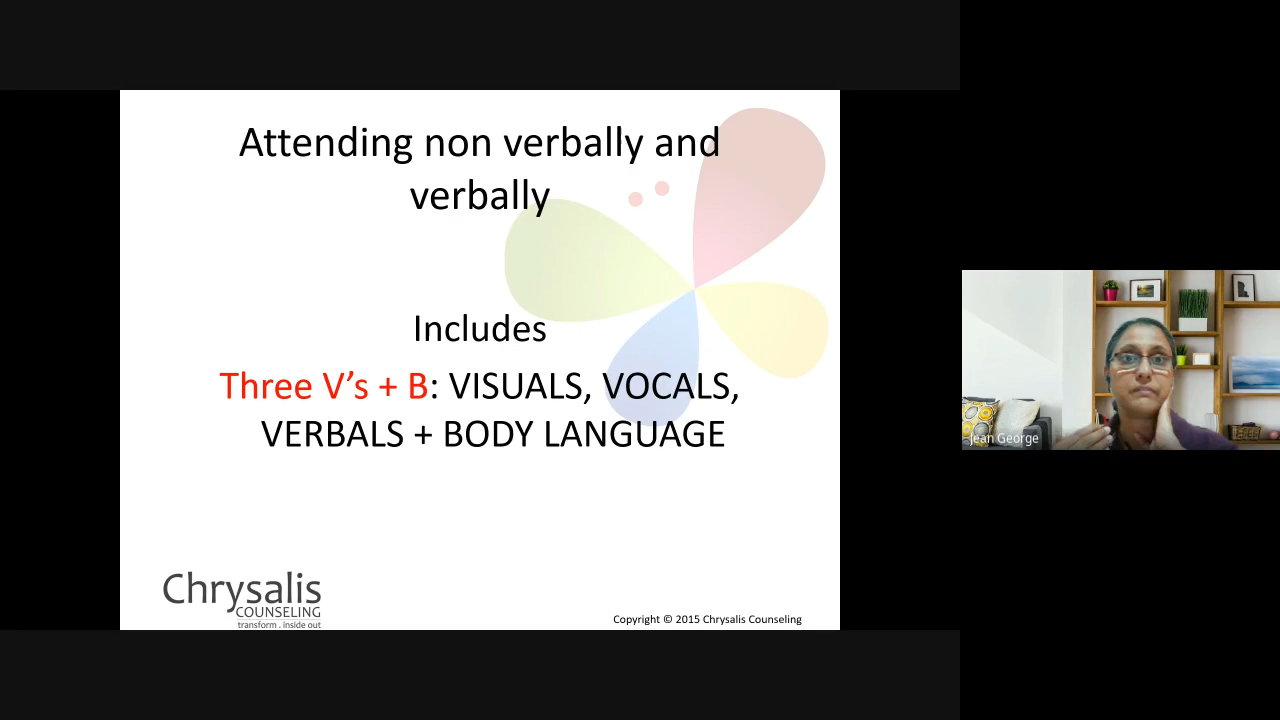 Attending non verbally and
verbally
Includes
Three V’s + B: VISUALS, VOCALS,
VERBALS + BODY LANGUAGE
Chrysalis
COUNSELING
transform . inside out
Copyright © 2015 Chrysalis Counseling
Jean George